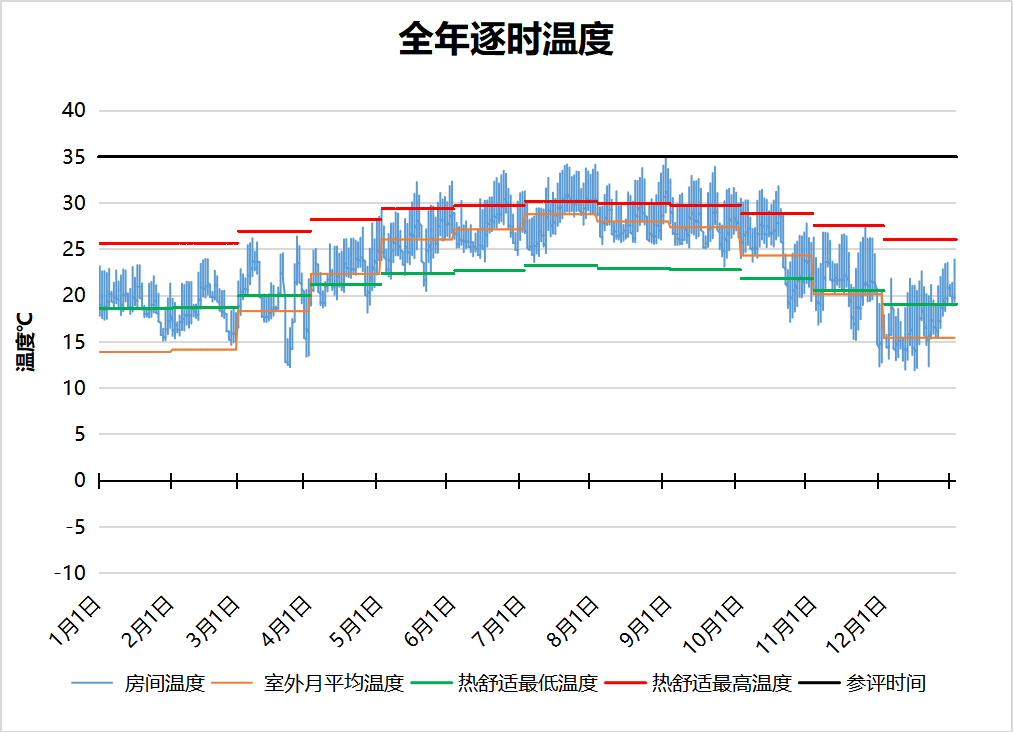 全年逐时温度
40
35
30
25
20
15
10
5
0
-5
-10
温度℃
1月1日
2月1日
3月1日
4月1日
5月1日
6月1日
7月1日
8月1日
9月1日
10月1日
11月1日
12月1日
房间温度 室外月平均温度 热舒适最低温度 热舒适最高温度 参评时间